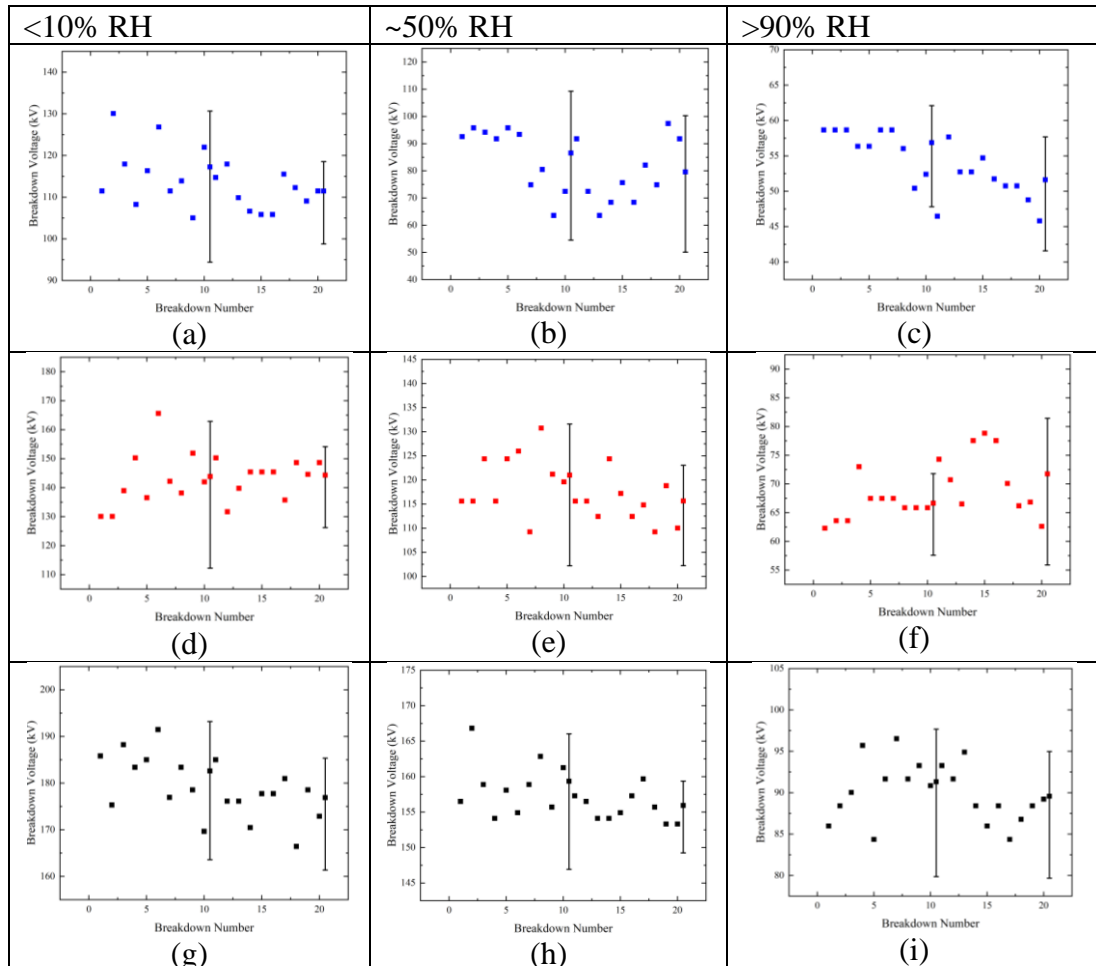 <10% RH
~50% RH
>90% RH
Breakdown Voltage (kV)
140
130
120
110
100
90
0 5 10 15 20
Breakdown Number
(a)
Breakdown Voltage (kV)
120
110
100
90
80
70
60
50
40
0 5 10 15 20
Breakdown Number
(b)
Breakdown Voltage (kV)
70
65
60
55
50
45
40
0 5 10 15 20
Breakdown Number
(c)
Breakdown Voltage (kV)
180
170
160
150
140
130
120
110
0 5 10 15 20
Breakdown Number
(d)
Breakdown Voltage (kV)
145
140
135
130
125
120
115
110
105
100
0 5 10 15 20
Breakdown Number
(e)
Breakdown Voltage (kV)
90
85
80
75
70
65
60
55
0 5 10 15 20
Breakdown Number
(f)
Breakdown Voltage (kV)
200
190
180
170
160
0 5 10 15 20
Breakdown Number
(g)
Breakdown Voltage (kV)
175
170
165
160
155
150
145
0 5 10 15 20
Breakdown Number
(h)
Breakdown Voltage (kV)
105
100
95
90
85
80
0 5 10 15 20
Breakdown Number
(i)